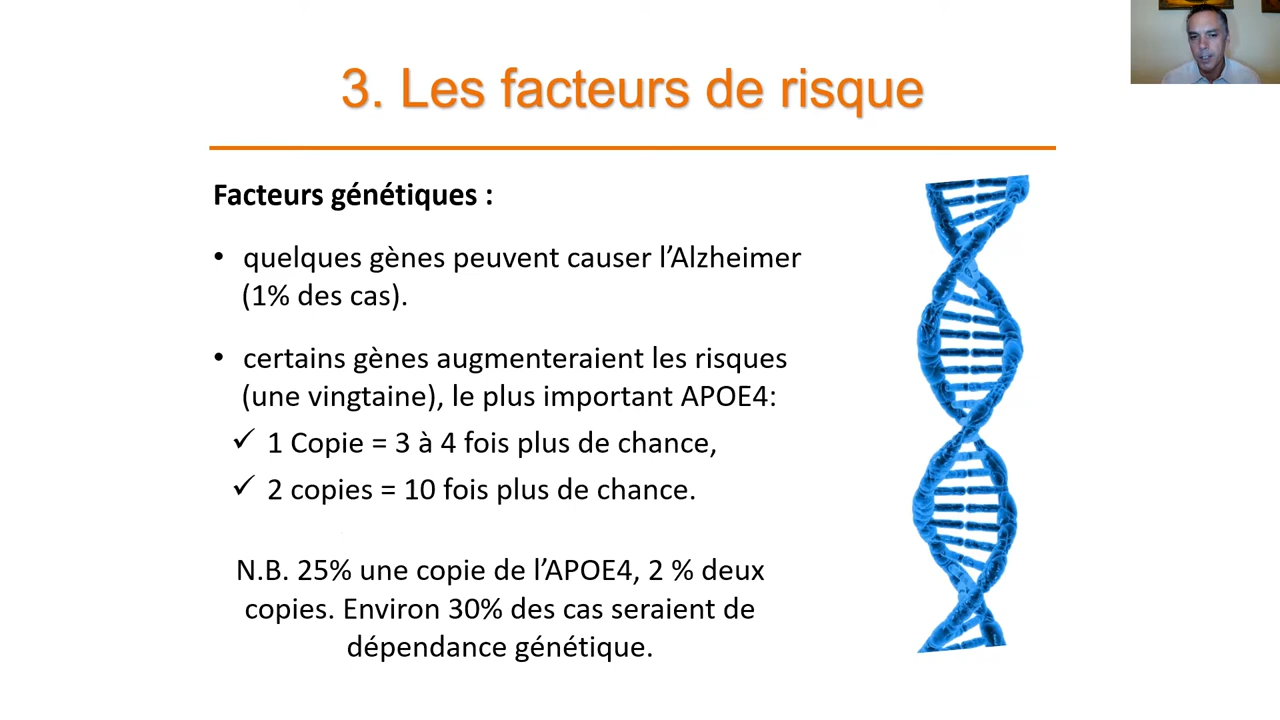 3. Les facteurs de risque
Facteurs génétiques :
• quelques gènes peuvent causer l’Alzheimer
(1% des cas).
• certains gènes augmenteraient les risques
(une vingtaine), le plus important APOE4:
✓ 1 Copie = 3 à 4 fois plus de chance,
✓ 2 copies = 10 fois plus de chance.
N.B. 25% une copie de l’APOE4, 2 % deux
copies. Environ 30% des cas seraient de
dépendance génétique.